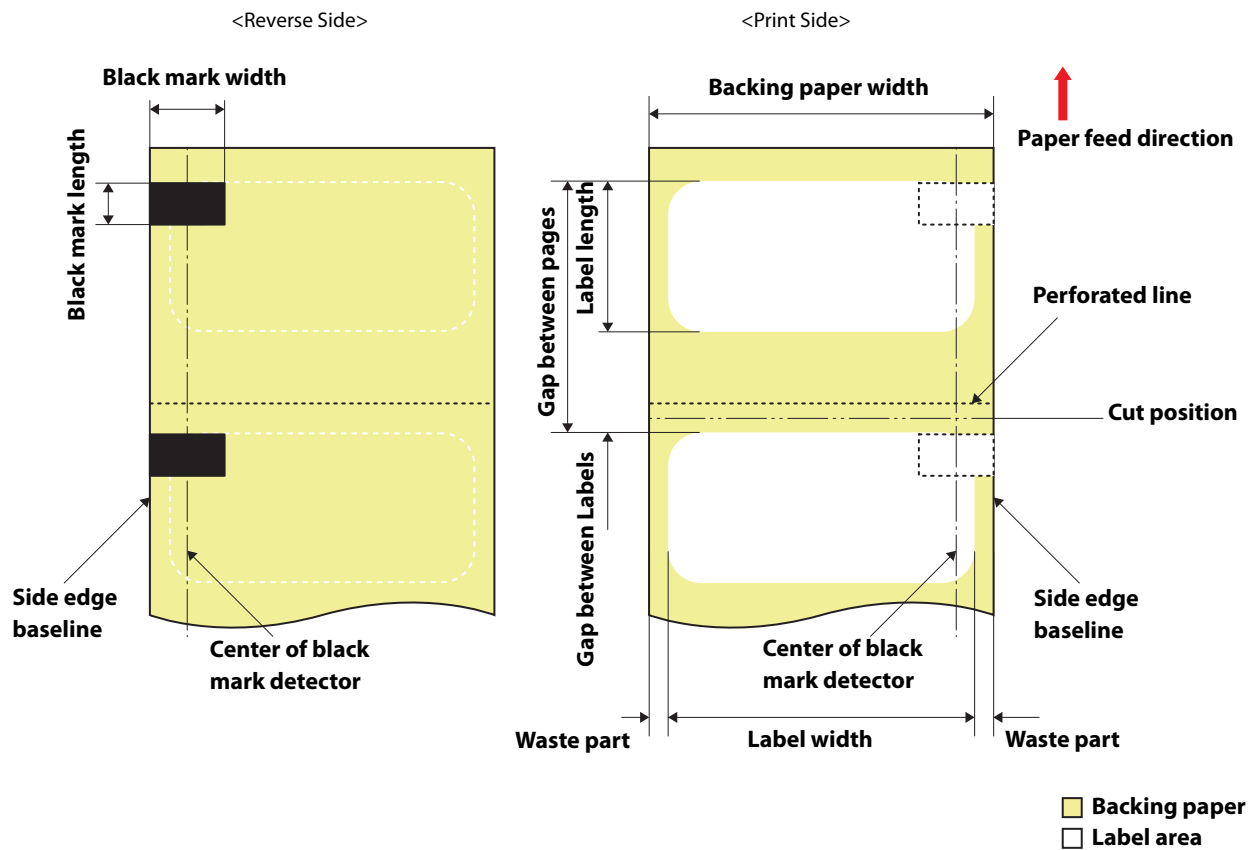 <Reverse Side>
<Print Side>
Black mark width
Backing paper width
Paper feed direction
Black mark length
Gap between pages
Label length
Perforated line
Cut position
Gap between Labels
Side edge
baseline
Center of black
mark detector
Center of black
mark detector
Side edge
baseline
Waste part
Label width
Waste part
Backing paper
Label area